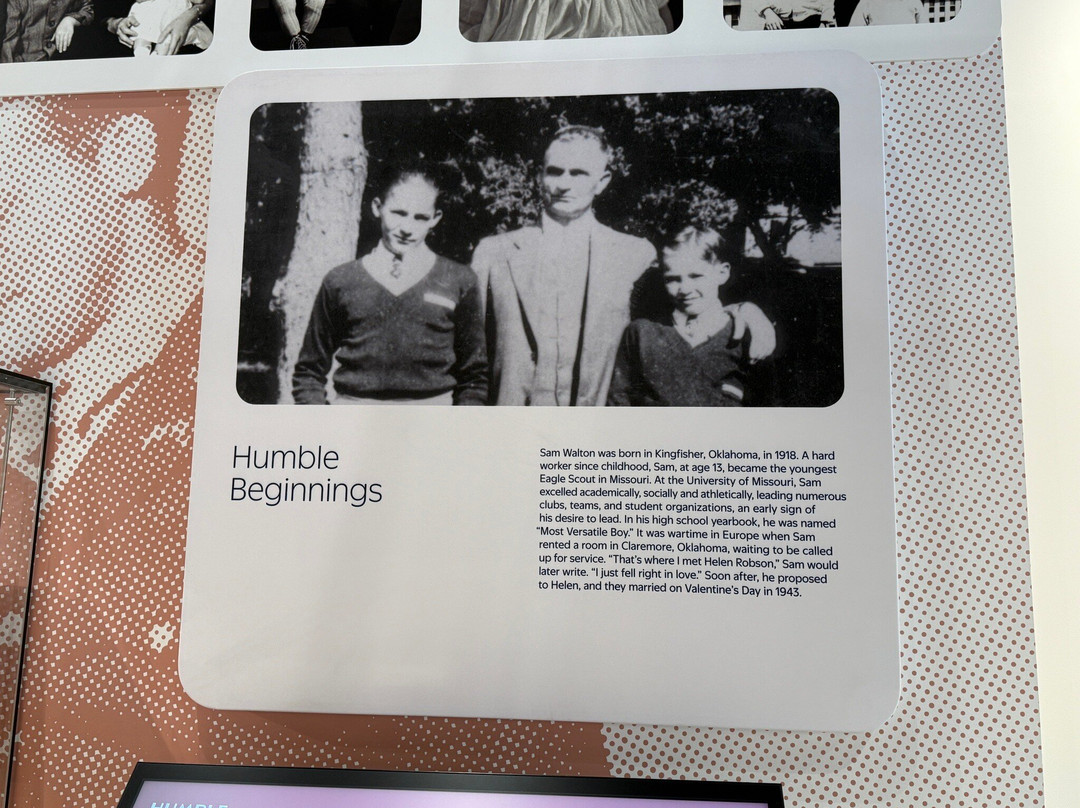 Humble
Beginnings
Sam Walton was born in Kingfisher, Oklahoma, in 1918. A hard
worker since childhood, Sam, at age 13, became the youngest
Eagle Scout in Missouri. At the University of Missouri, Sam
excelled academically, socially and athletically, leading numerous
clubs, teams, and student organizations, an early sign of
his desire to lead. In his high school yearbook, he was named
“Most Versatile Boy.” It was wartime in Europe when Sam
rented a room in Claremore, Oklahoma, waiting to be called
up for service. “That’s where I met Helen Robson,” Sam would
later write. “I just fell right in love.” Soon after, he proposed
to Helen, and they married on Valentine’s Day in 1943.
HUMBLE